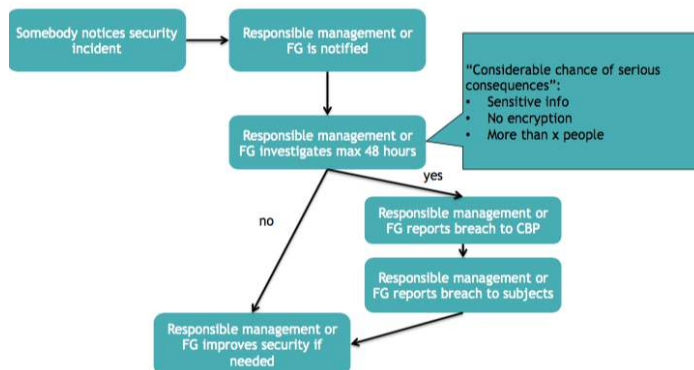 Somebody notices security
incident
Responsible management or
FG is notified
"Considerable chance of serious
consequences":
• Sensitive info
• No encryption
• More than x people
Responsible management or
FG investigates max 48 hours
yes
no
Responsible management or
FG reports breach to CBP
Responsible management or
FG reports breach to subjects
Responsible management or
FG improves security if
needed